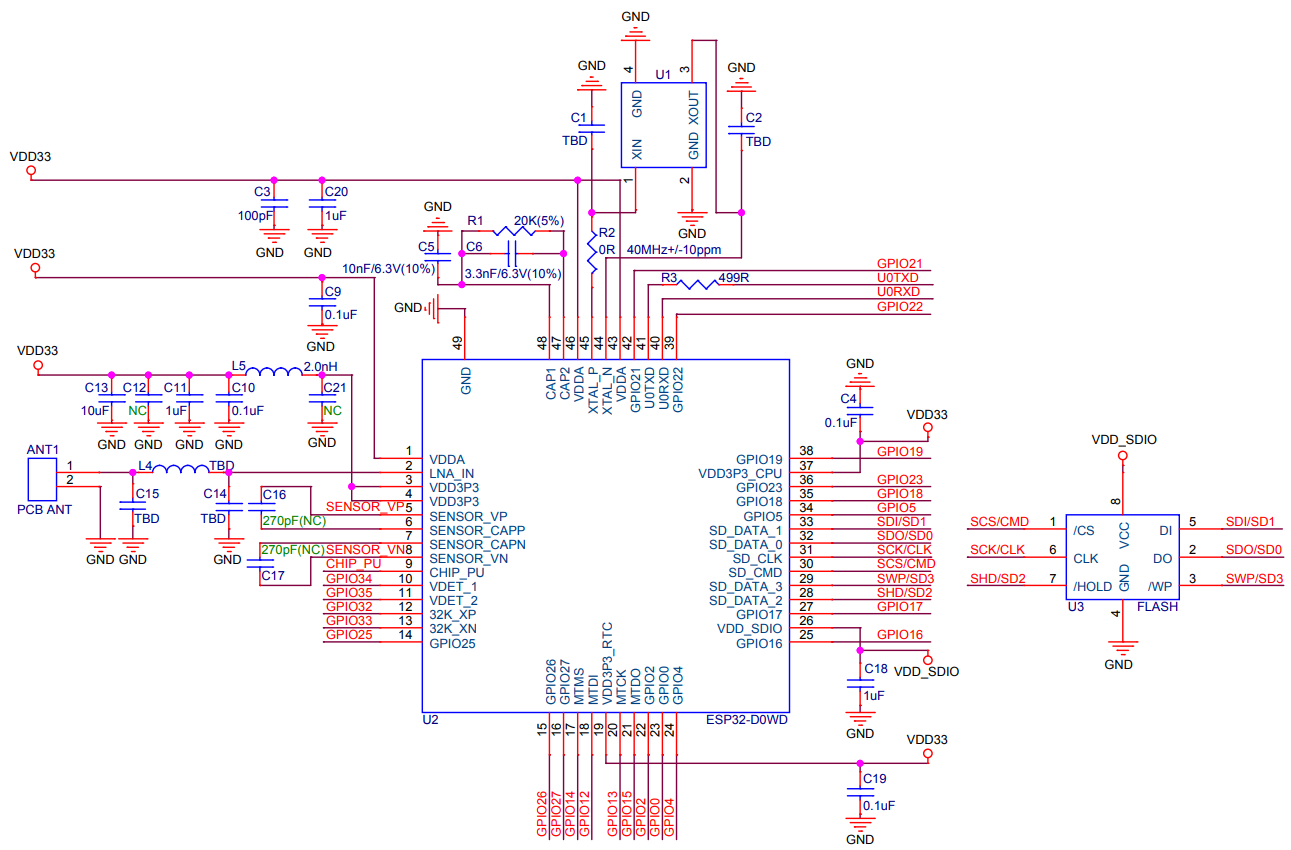 GND
U1
4
3
GND
XOUT
XIN
GND
1
2
GND
GND
C1
TBD
GND
C2
TBD
VDD33
C3
100pF
GND
C20
1uF
GND
GND
C5
10nF/6.3V(10%)
R1
20K(5%)
C6
3.3nF/6.3V(10%)
R2
0R
40MHz+/-10ppm
GPIO21
R3
499R
U0TXD
U0RXD
GPIO22
VDD33
C9
0.1uF
GND
GND
49
48
47
46
45
44
43
42
41
40
39
GND
CAP1
CAP2
VDDA
XTAL_P
XTAL_N
VDDA
GPIO21
U0TXD
U0RXD
GPIO22
VDD33
L5
2.0nH
C13
10uF
GND
C12
NC
GND
C11
1uF
GND
C10
0.1uF
GND
C21
NC
GND
ANT1
1
2
PCB ANT
L4
TBD
C15
TBD
C14
TBD
GND
GND
GND
C16
270pF(NC)
270pF(NC)
C17
SENSOR_VP
SENSOR_VN
CHIP_PU
GPIO34
GPIO35
GPIO32
GPIO33
GPIO25
1 VDDA
2 LNA_IN
3 VDD3P3
4 VDD3P3
5 SENSOR_VP
6 SENSOR_CAPP
7 SENSOR_CAPN
8 SENSOR_VN
9 CHIP_PU
10 VDET_1
11 VDET_2
12 32K_XP
13 32K_XN
14 GPIO25
GPIO19 38 GPIO19
VDD3P3_CPU 37
GPIO23 36 GPIO23
GPIO18 35 GPIO18
GPIO5 34 GPIO5
SD_DATA_1 33 SDI/SD1
SD_DATA_0 32 SDO/SD0
SD_CLK 31 SCK/CLK
SD_CMD 30 SCS/CMD
SD_DATA_3 29 SWP/SD3
SD_DATA_2 28 SHD/SD2
GPIO17 27 GPIO17
VDD_SDIO 26
GPIO16 25 GPIO16
GND
C4
0.1uF
VDD33
VDD_SDIO
C18
1uF
GND
VDD33
C19
0.1uF
GND
GPIO26
GPIO27
MTMS
MTDI
VDD3P3_RTC
MTCK
MTDO
GPIO2
GPIO0
GPIO4
U2
ESP32-D0WD
15
16
17
18
19
20
21
22
23
24
GPIO26
GPIO27
GPIO14
GPIO12
GPIO13
GPIO15
GPIO2
GPIO0
GPIO4
VDD_SDIO
8
SCS/CMD 1 /CS
SCK/CLK 6 CLK
SHD/SD2 7 /HOLD
VCC
GND
DI 5 SDI/SD1
DO 2 SDO/SD0
/WP 3 SWP/SD3
U3
FLASH
4
GND